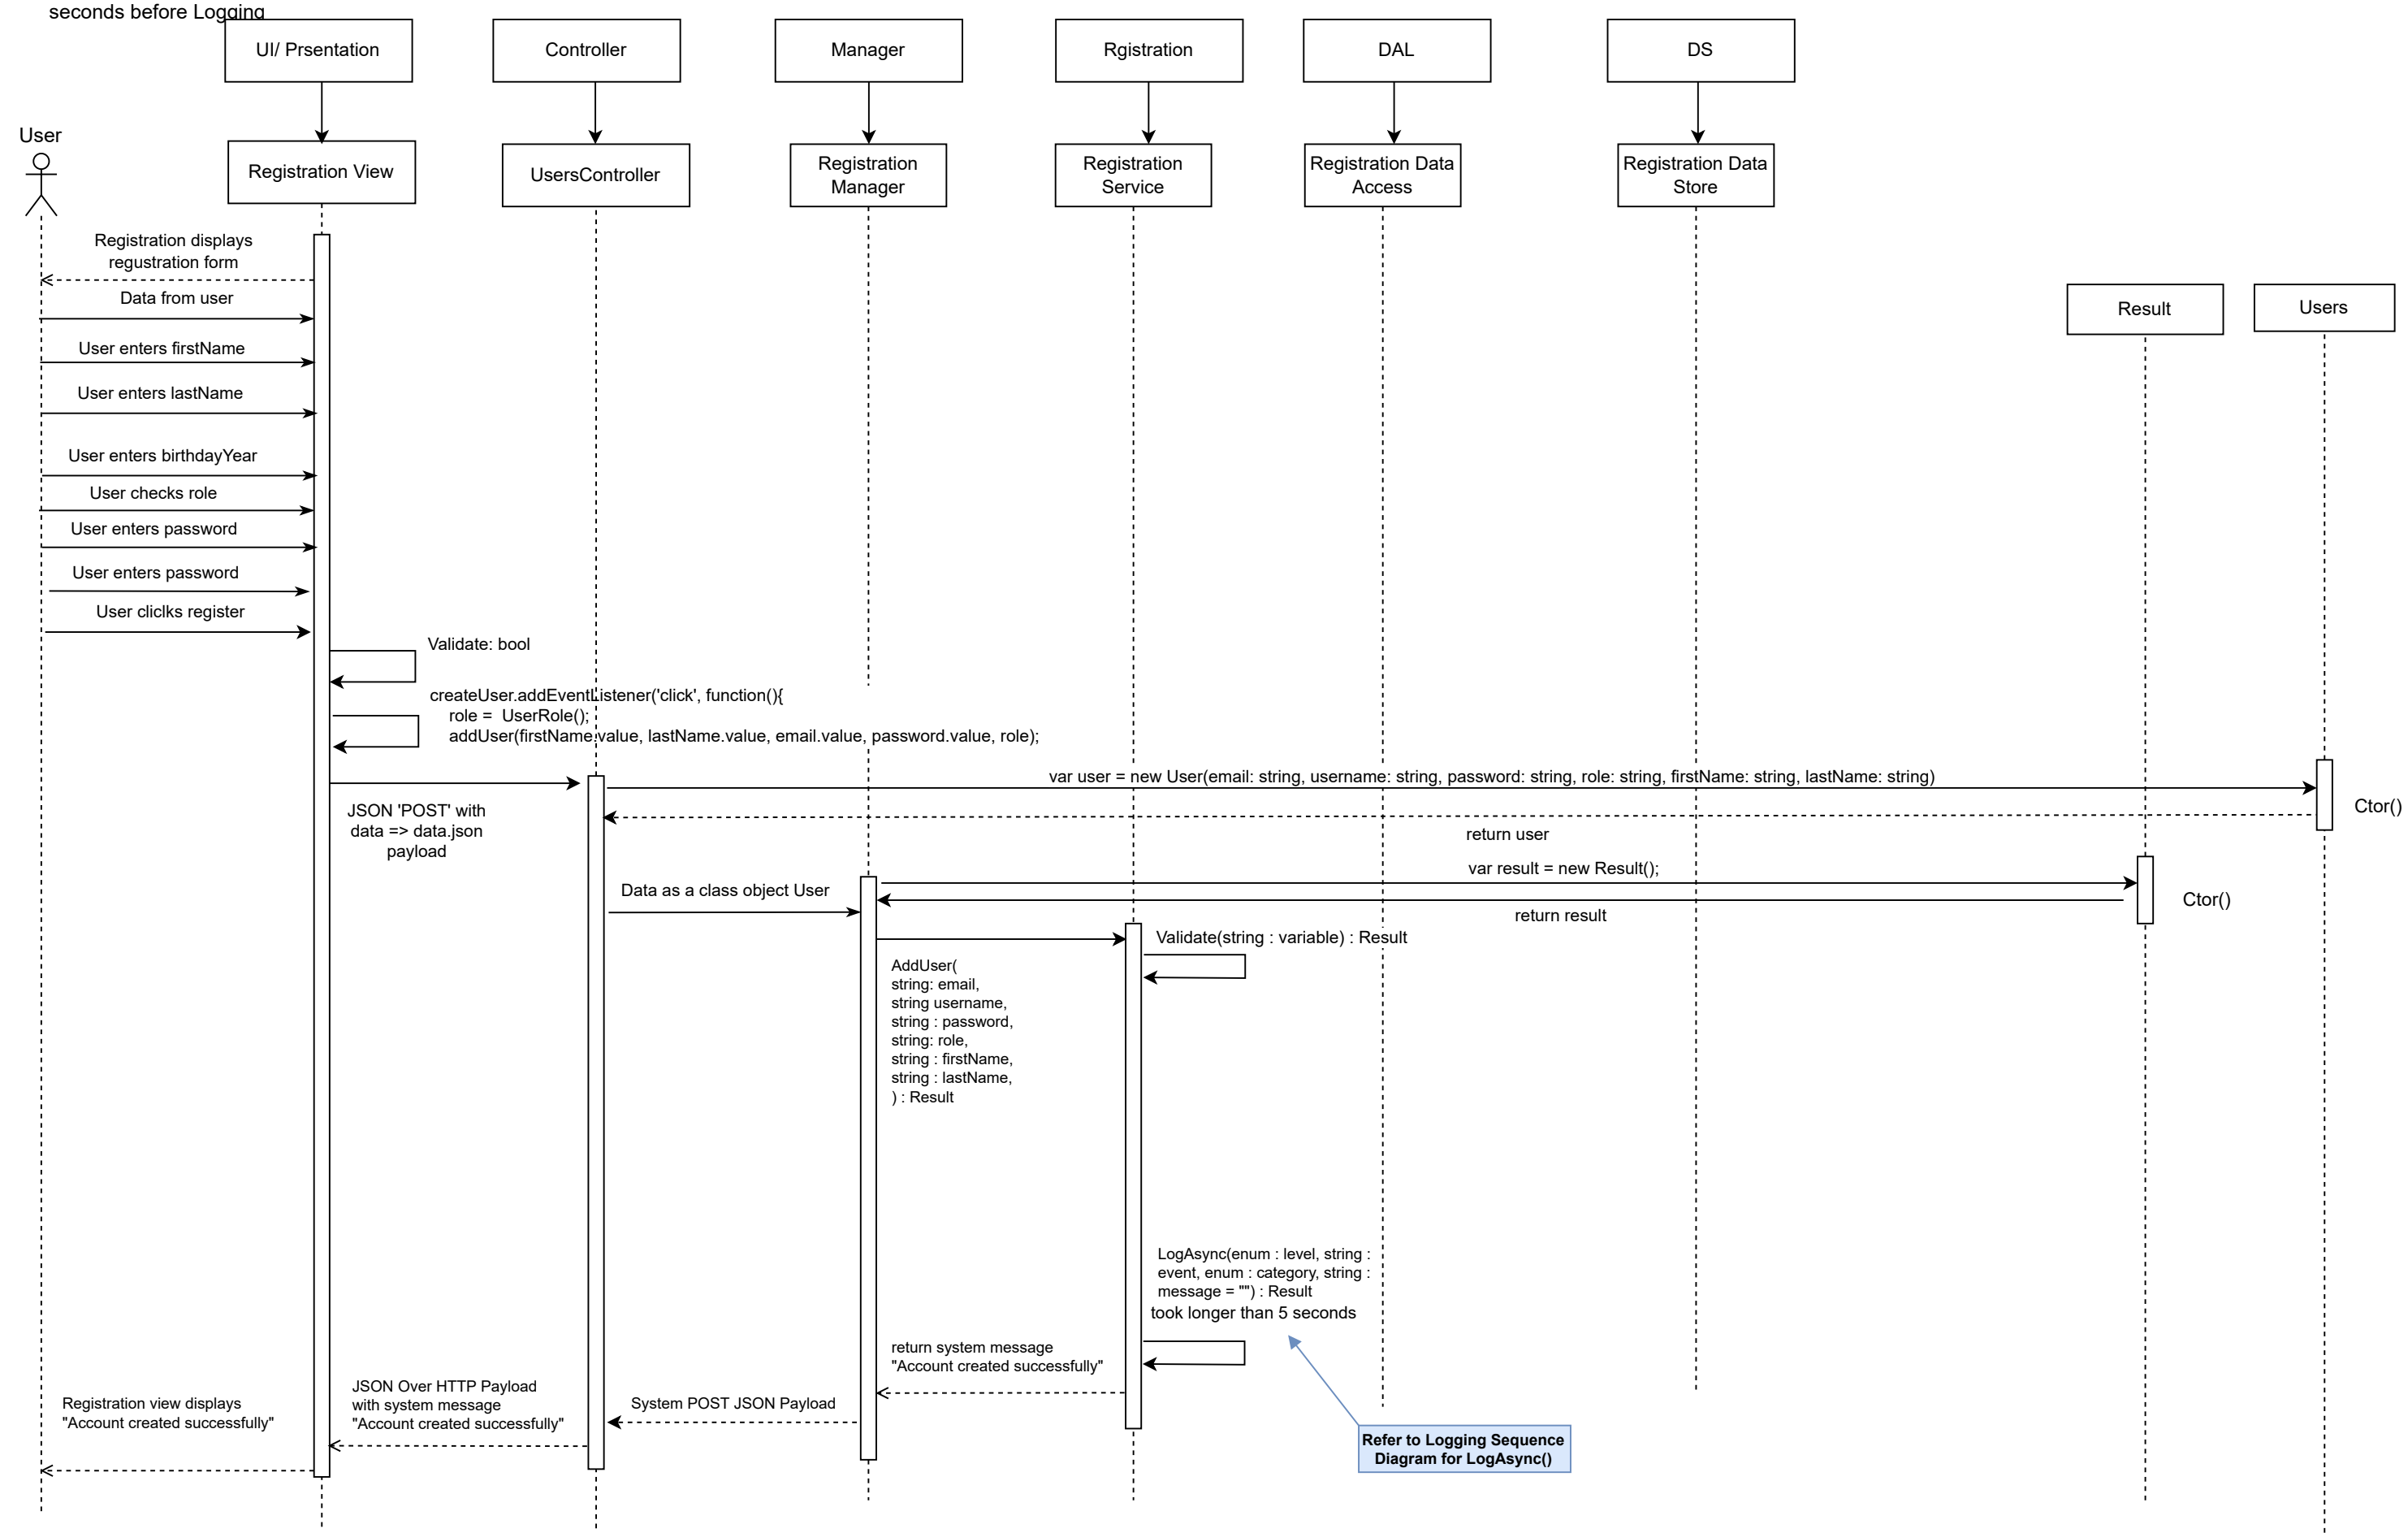 seconds before Logging
UI/ Prsentation
Controller
Manager
Rgistration
DAL
DS
User
Registration View
UsersController
Registration
Manager
Registration
Service
Registration Data
Access
Registration Data
Store
Registration displays
regustration form
Data from user
Result
Users
User enters firstName
User enters lastName
User enters birthdayYear
User checks role
User enters password
User enters password
User cliclks register
Validate: bool
createUser.addEventListener('click', function(){
role =  UserRole();
addUser(firstName.value, lastName.value, email.value, password.value, role);
var user = new User(email: string, username: string, password: string, role: string, firstName: string, lastName: string)
Ctor()
JSON 'POST' with
data => data.json
payload
return user
var result = new Result();
Data as a class object User
Ctor()
return result
Validate(string : variable) : Result
AddUser(
string: email,
string username,
string : password,
string: role,
string : firstName,
string : lastName,
) : Result
LogAsync(enum : level, string :
event, enum : category, string :
message = "") : Result
took longer than 5 seconds
return system message
"Account created successfully"
JSON Over HTTP Payload
with system message
"Account created successfully"
System POST JSON Payload
Registration view displays
"Account created successfully"
Refer to Logging Sequence
Diagram for LogAsync()